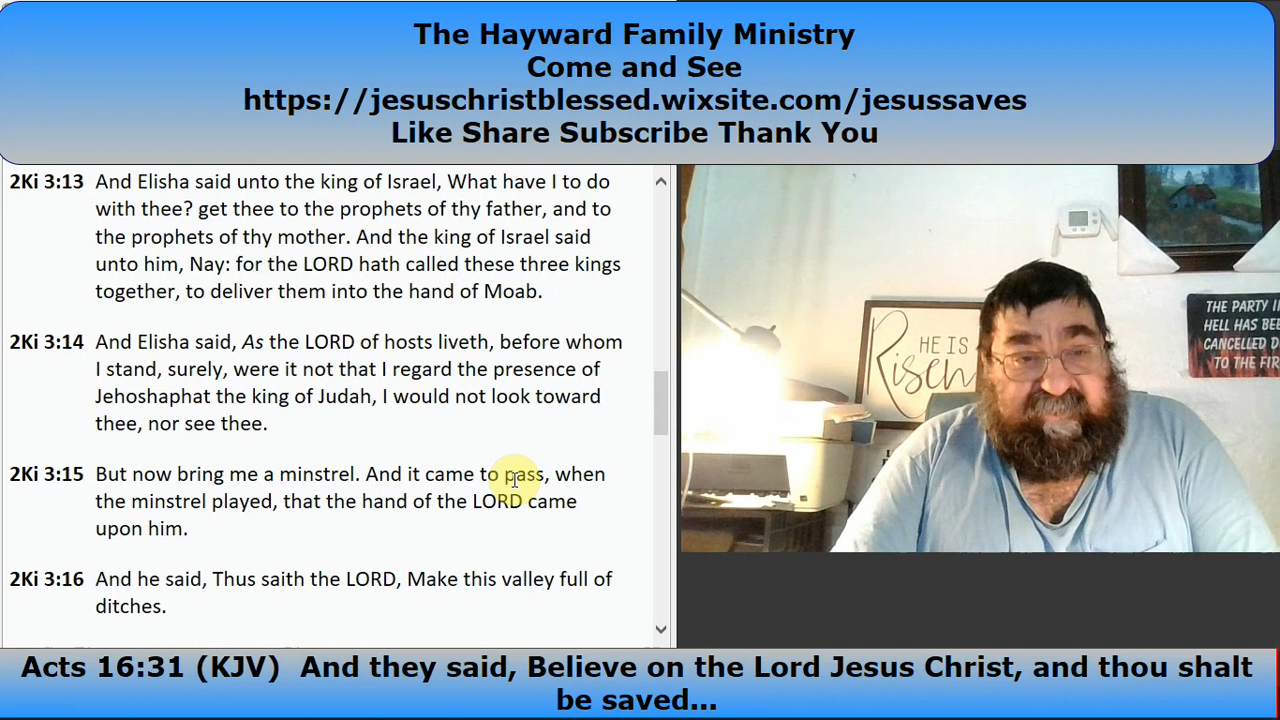 The Hayward Family Ministry
Come and See
https://jesuschristblessed.wixsite.com/jesussaves
Like Share Subscribe Thank You
2Ki 3:13 And Elisha said unto the king of Israel, What have I to do
with thee? get thee to the prophets of thy father, and to
the prophets of thy mother. And the king of Israel said
unto him, Nay: for the LORD hath called these three kings
together, to deliver them into the hand of Moab.
2Ki 3:14 And Elisha said, As the LORD of hosts liveth, before whom
I stand, surely, were it not that I regard the presence of
Jehoshaphat the king of Judah, I would not look toward
thee, nor see thee.
2Ki 3:15 But now bring me a minstrel. And it came to pass, when
the minstrel played, that the hand of the LORD came
upon him.
2Ki 3:16 And he said, Thus saith the LORD, Make this valley full of
ditches.
HE IS
Risen
THE PARTY
HELL HAS
CANCELLED
TO THE
Acts 16:31 (KJV) And they said, Believe on the Lord Jesus Christ, and thou shalt
be saved...